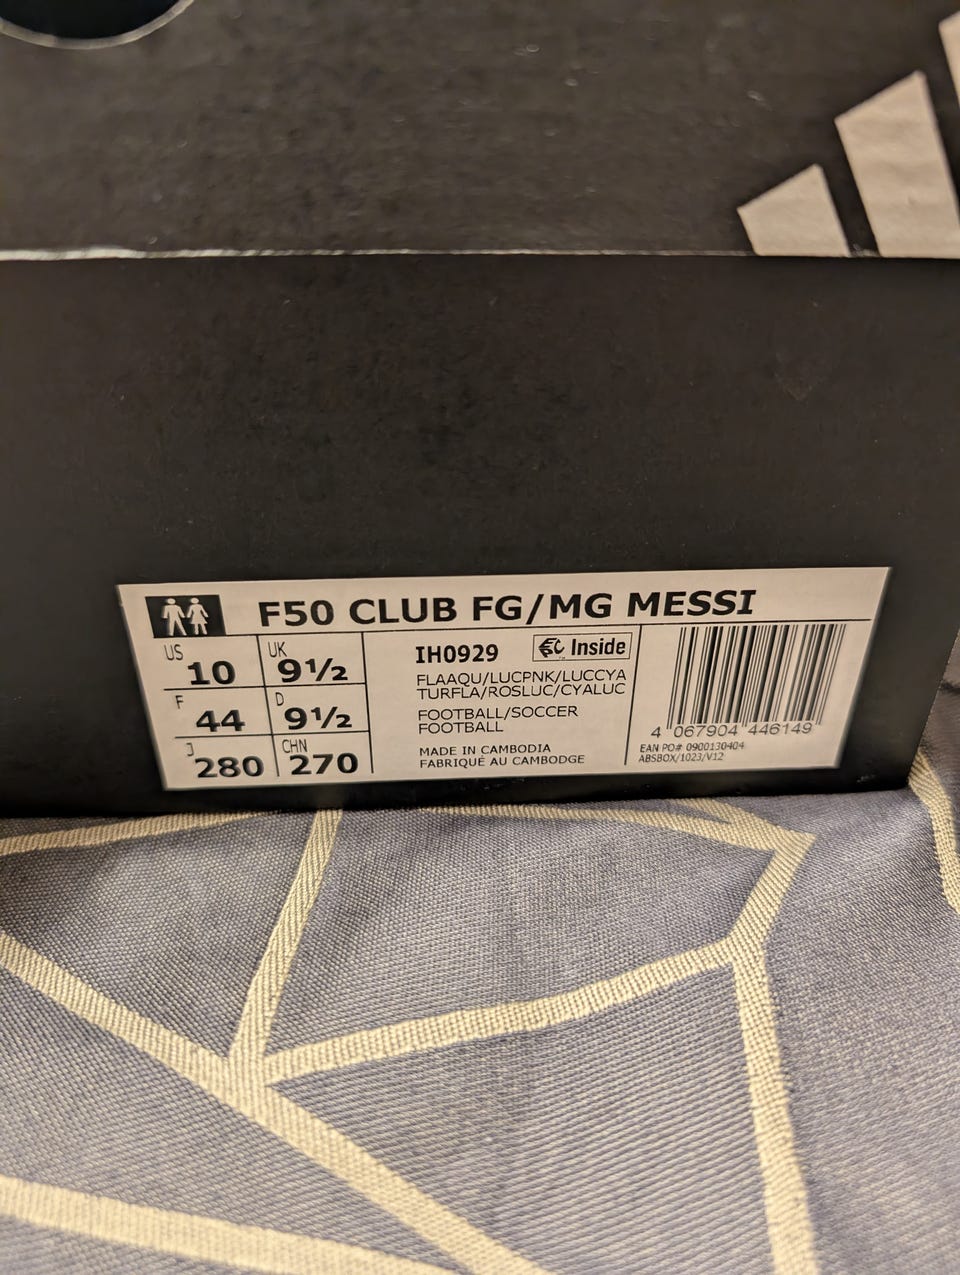 F50 CLUB FG/MG MESSI
US 10 UK 9½
F 44 D 9½
J 280 CHN 270
IH0929 Inside
FLAAQU/LUCPNK/LUCCYA
TURFLA/ROSLUC/CYALUC
FOOTBALL/SOCCER
FOOTBALL
MADE IN CAMBODIA
FABRIQUÉ AU CAMBODGE
4 067904 446149
EAN PO# 0900130404
ABSBOX/1023/V12